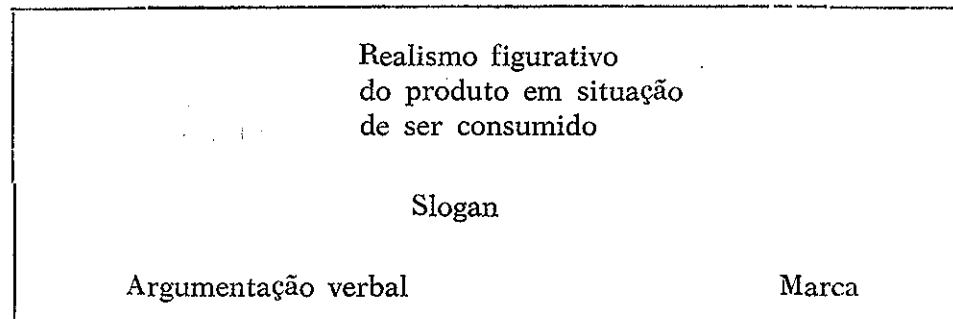 Realismo figurativo
do produto em situação
de ser consumido
Slogan
Argumentação verbal
Marca